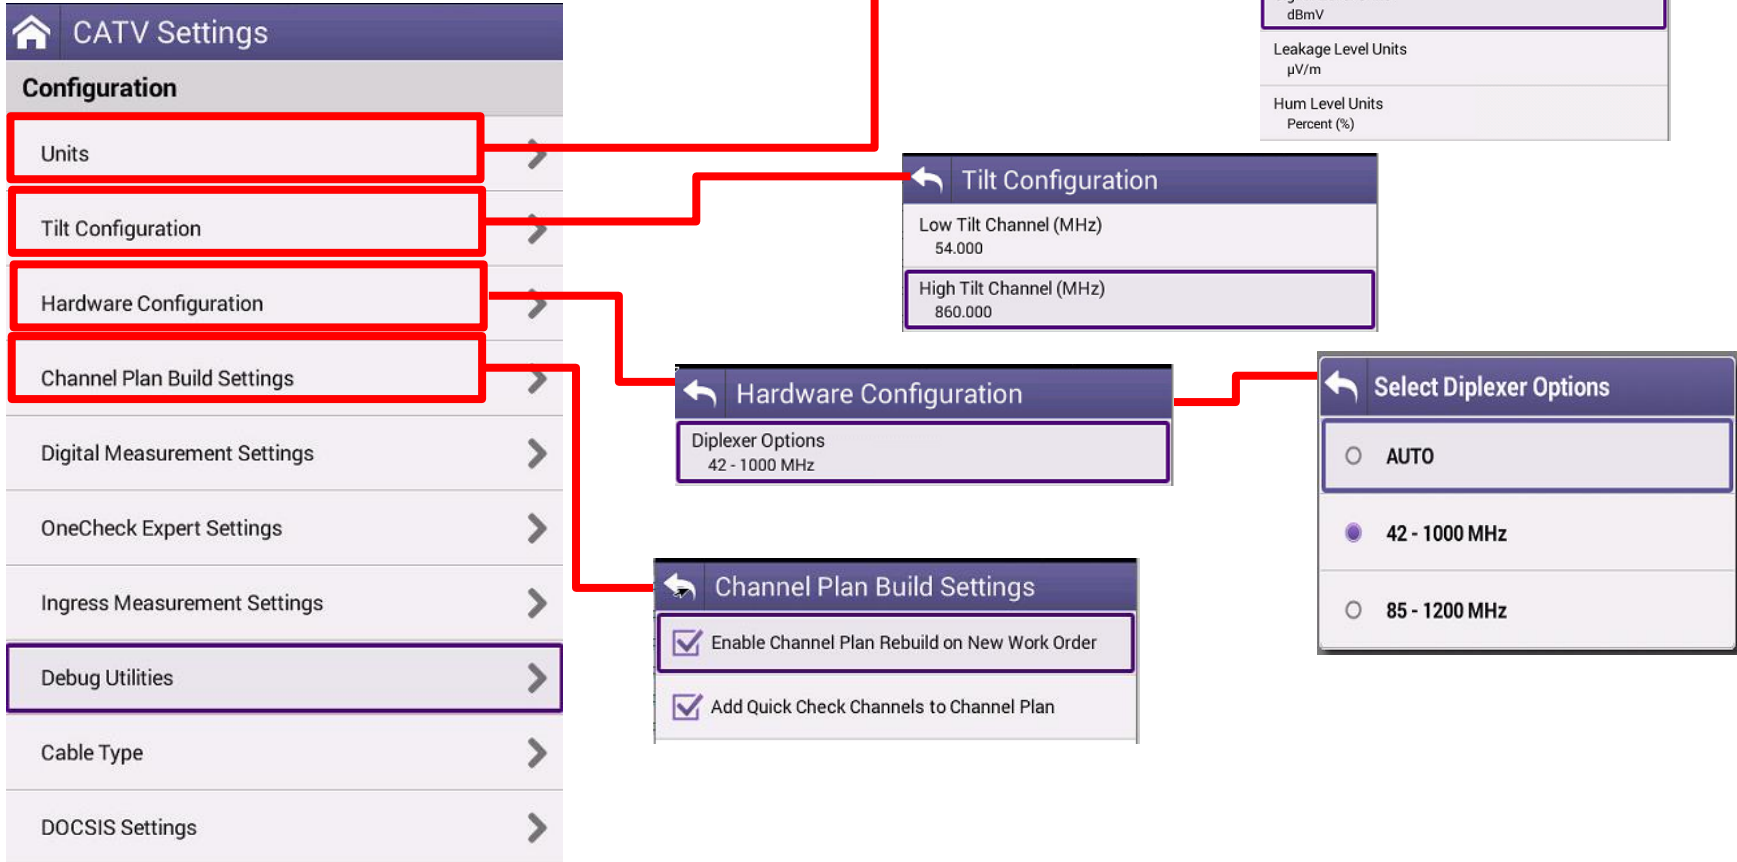 CATV Settings
Configuration
Units
Tilt Configuration
Hardware Configuration
Channel Plan Build Settings
Digital Measurement Settings
OneCheck Expert Settings
Ingress Measurement Settings
Debug Utilities
Cable Type
DOCSIS Settings
dBmV
Leakage Level Units
µV/m
Hum Level Units
Percent (%)
Tilt Configuration
Low Tilt Channel (MHz)
54.000
High Tilt Channel (MHz)
860.000
Hardware Configuration
Diplexer Options
42 - 1000 MHz
Select Diplexer Options
AUTO
42 - 1000 MHz
85 - 1200 MHz
Channel Plan Build Settings
Enable Channel Plan Rebuild on New Work Order
Add Quick Check Channels to Channel Plan